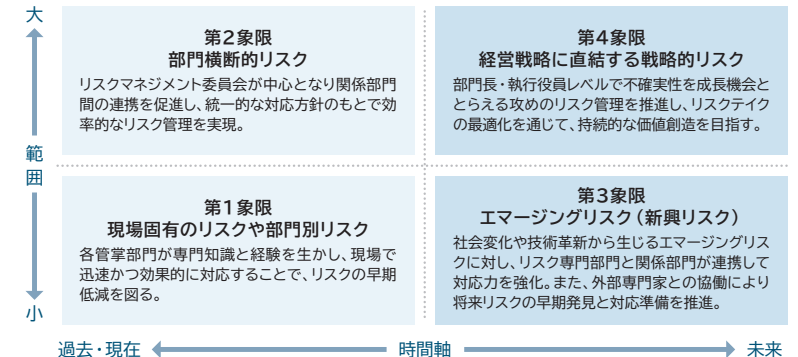 大
範
囲
小
第2象限
部門横断的リスク
リスクマネジメント委員会が中心となり関係部門
間の連携を促進し、統一的な対応方針のもとで効
率的なリスク管理を実現。
第4象限
経営戦略に直結する戦略的リスク
部門長・執行役員レベルで不確実性を成長機会と
とらえる攻めのリスク管理を推進し、リスクテイク
の最適化を通じて、持続的な価値創造を目指す。
第1象限
現場固有のリスクや部門別リスク
各管掌部門が専門知識と経験を生かし、現場で
迅速かつ効果的に対応することで、リスクの早期
低減を図る。
第3象限
エマージングリスク（新興リスク）
社会変化や技術革新から生じるエマージングリス
クに対し、リスク専門部門と関係部門が連携して
対応力を強化。また、外部専門家との協働により
将来リスクの早期発見と対応準備を推進。
過去・現在 時間軸 未来